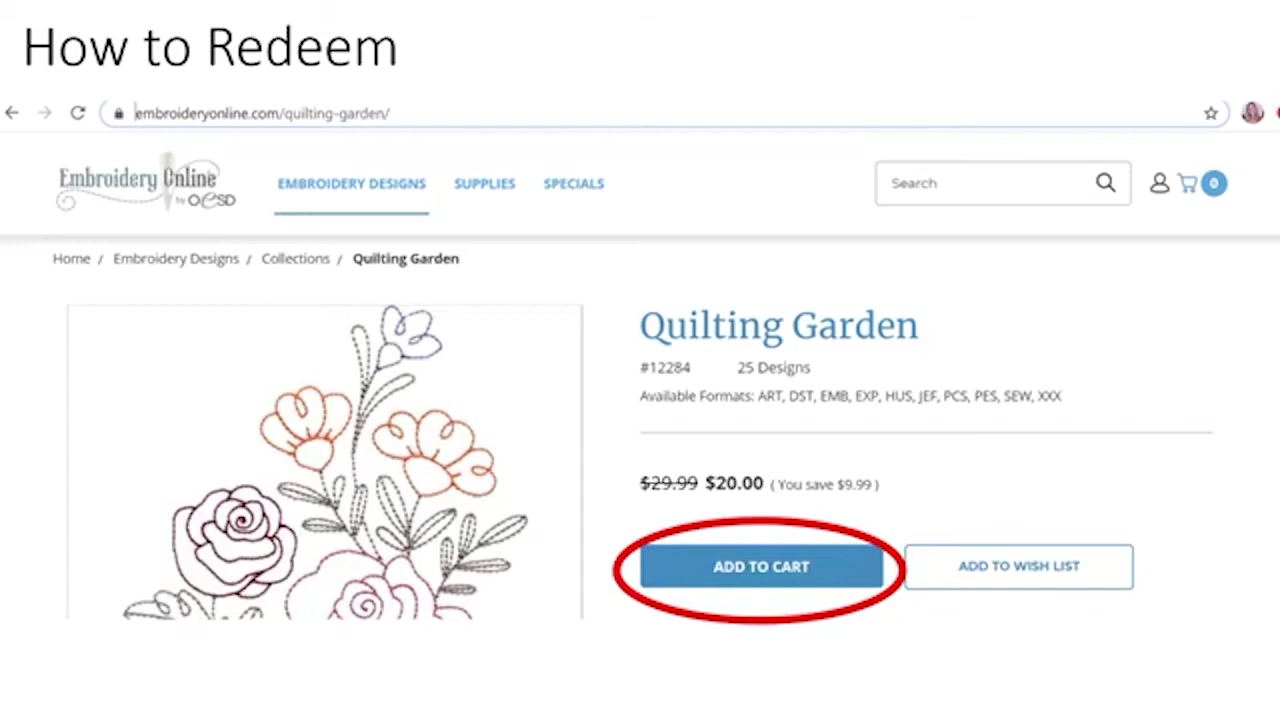 How to Redeem
embroideryonline.com/quilting-garden/
Embroidery Online
by OESD
EMBROIDERY DESIGNS
SUPPLIES
SPECIALS
Search
0
Home / Embroidery Designs / Collections / Quilting Garden
Quilting Garden
#12284 25 Designs
Available Formats: ART, DST, EMB, EXP, HUS, JEF, PCS, PES, SEW, XXX
$29.99 $20.00 ( You save $9.99 )
ADD TO CART
ADD TO WISH LIST